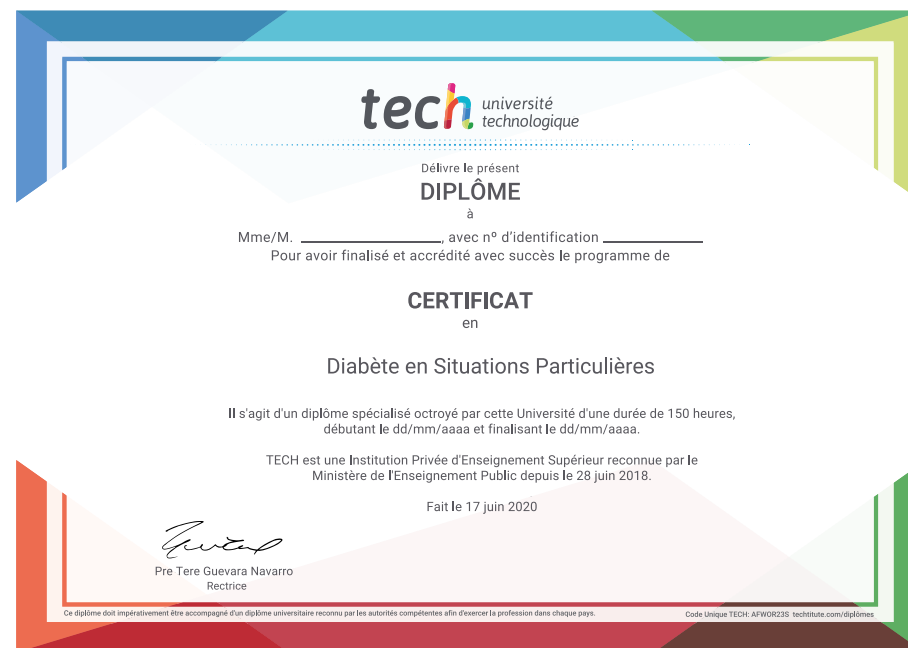 tech université
technologique
Délivre le présent
DIPLÔME
à
Mme/M. ____________________, avec nº d'identification ______________
Pour avoir finalisé et accrédité avec succès le programme de
CERTIFICAT
en
Diabète en Situations Particulières
Il s'agit d'un diplôme spécialisé octroyé par cette Université d'une durée de 150 heures,
débutant le dd/mm/aaaa et finalisant le dd/mm/aaaa.
TECH est une Institution Privée d'Enseignement Supérieur reconnue par le
Ministère de l'Enseignement Public depuis le 28 juin 2018.
Fait le 17 juin 2020
Pre Tere Guevara Navarro
Rectrice
Ce diplôme doit impérativement être accompagné d'un diplôme universitaire reconnu par les autorités compétentes afin d'exercer la profession dans chaque pays.
Code Unique TECH: AFWOR23S techtitute.com/diplômes